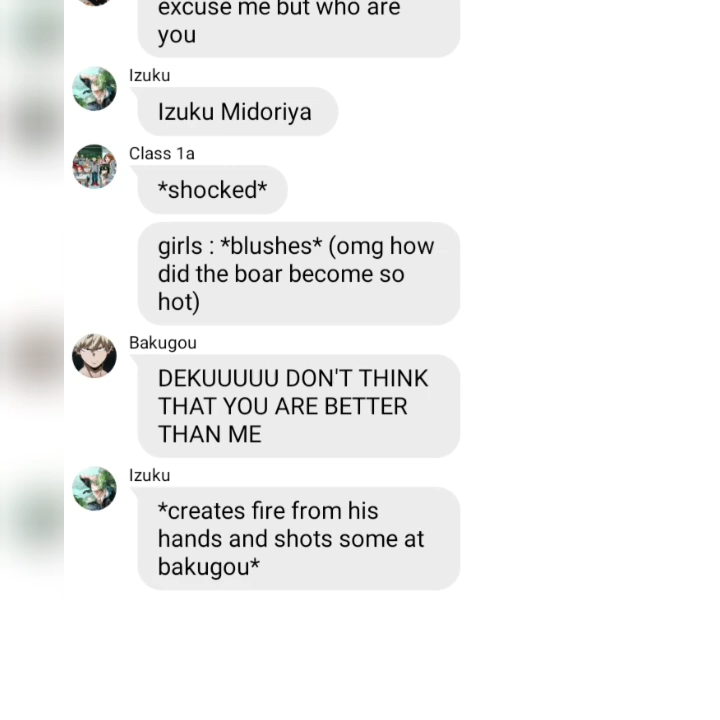 excuse me but who are
you
Izuku
Izuku Midoriya
Class 1a
*shocked*
girls : *blushes* (omg how
did the boar become so
hot)
Bakugou
DEKUUUUU DON'T THINK
THAT YOU ARE BETTER
THAN ME
Izuku
*creates fire from his
hands and shots some at
bakugou*